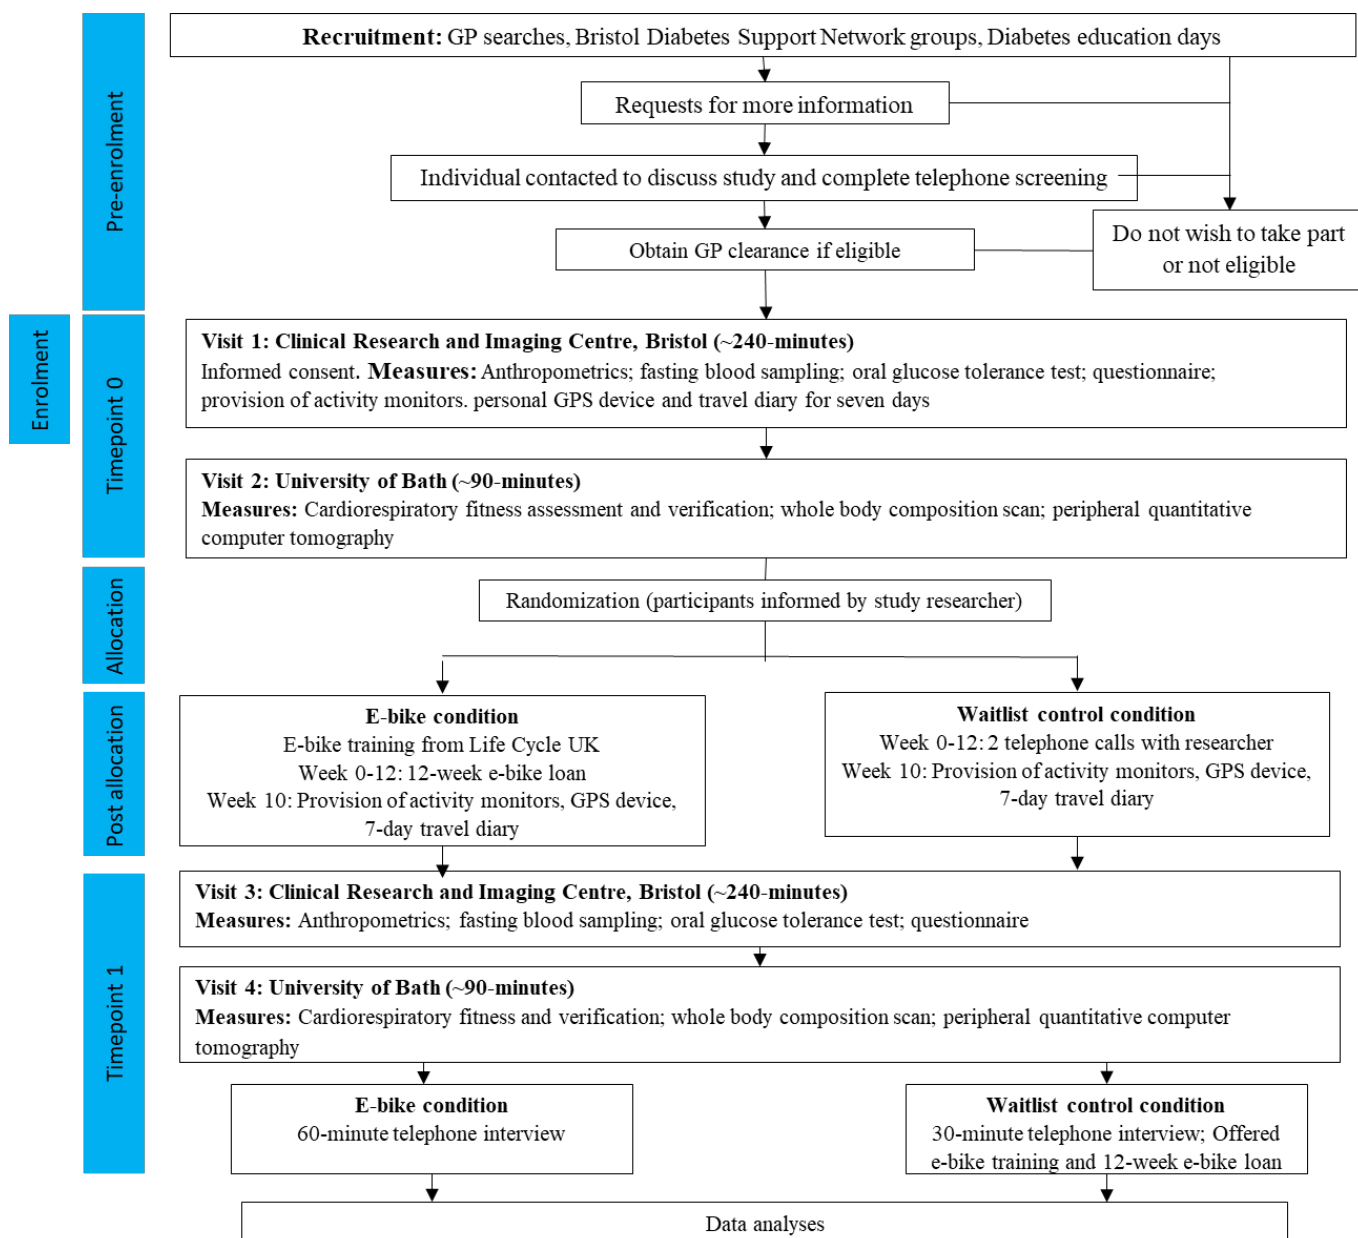 Pre-enrolment
Recruitment: GP searches, Bristol Diabetes Support Network groups, Diabetes education days
Requests for more information
Individual contacted to discuss study and complete telephone screening
Obtain GP clearance if eligible
Do not wish to take part
or not eligible
Enrolment
Timepoint 0
Visit 1: Clinical Research and Imaging Centre, Bristol (~240-minutes)
Informed consent. Measures: Anthropometrics; fasting blood sampling; oral glucose tolerance test; questionnaire;
provision of activity monitors. personal GPS device and travel diary for seven days
Visit 2: University of Bath (~90-minutes)
Measures: Cardiorespiratory fitness assessment and verification; whole body composition scan; peripheral quantitative
computer tomography
Allocation
Randomization (participants informed by study researcher)
Post allocation
E-bike condition
E-bike training from Life Cycle UK
Week 0-12: 12-week e-bike loan
Week 10: Provision of activity monitors, GPS device,
7-day travel diary
Waitlist control condition
Week 0-12: 2 telephone calls with researcher
Week 10: Provision of activity monitors, GPS device,
7-day travel diary
Timepoint 1
Visit 3: Clinical Research and Imaging Centre, Bristol (~240-minutes)
Measures: Anthropometrics; fasting blood sampling; oral glucose tolerance test; questionnaire
Visit 4: University of Bath (~90-minutes)
Measures: Cardiorespiratory fitness and verification; whole body composition scan; peripheral quantitative computer
tomography
E-bike condition
60-minute telephone interview
Waitlist control condition
30-minute telephone interview; Offered
e-bike training and 12-week e-bike loan
Data analyses